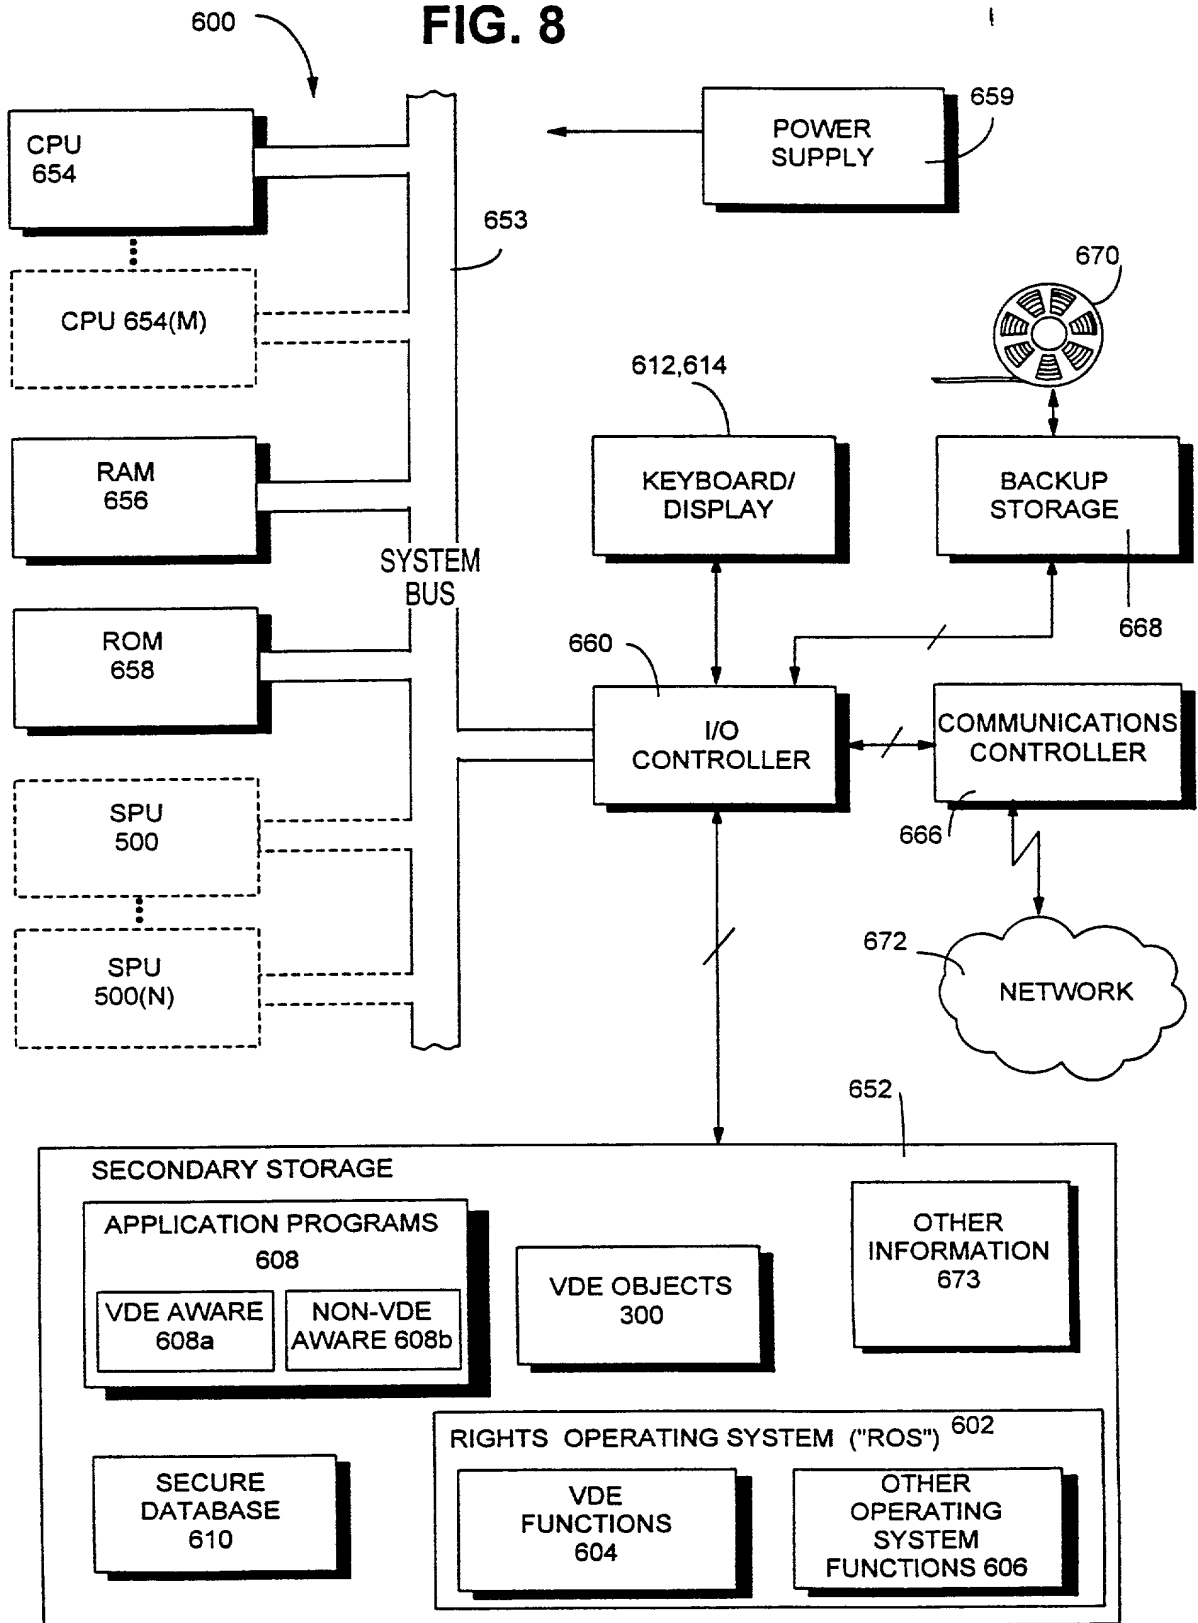 FIG. 8
600
CPU
654
CPU 654(M)
RAM
656
ROM
658
SPU
500
SPU
500(N)
SYSTEM
BUS
653
POWER
SUPPLY
659
670
612,614
KEYBOARD/
DISPLAY
BACKUP
STORAGE
668
660
I/O
CONTROLLER
COMMUNICATIONS
CONTROLLER
666
672
NETWORK
652
SECONDARY STORAGE
APPLICATION PROGRAMS
608
VDE AWARE
608a
NON-VDE
AWARE 608b
VDE OBJECTS
300
OTHER
INFORMATION
673
SECURE
DATABASE
610
RIGHTS OPERATING SYSTEM ("ROS") 602
VDE
FUNCTIONS
604
OTHER
OPERATING
SYSTEM
FUNCTIONS 606